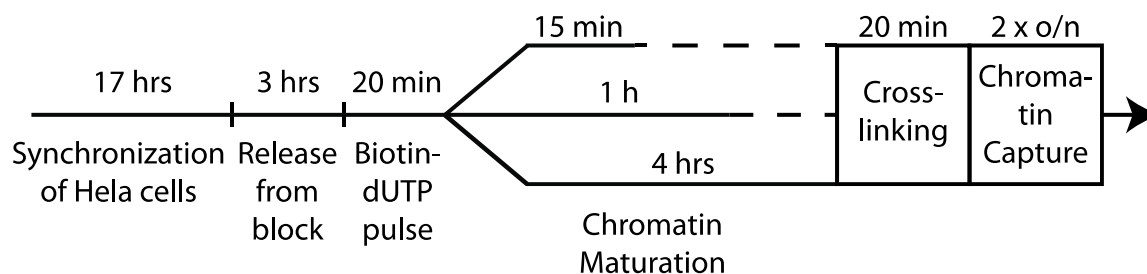 17 hrs
Synchronization
of Hela cells
3 hrs
Release
from
block
20 min
Biotin-
dUTP
pulse
15 min
1 h
4 hrs
Chromatin
Maturation
20 min
Cross-
linking
2 x o/n
Chroma-
tin
Capture